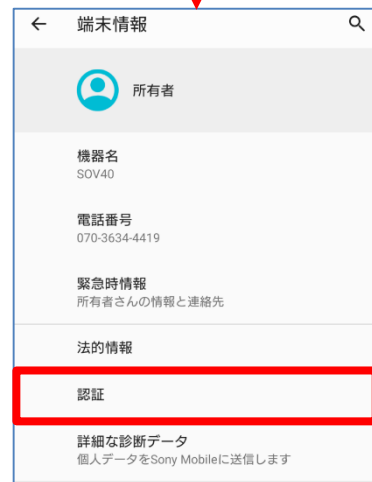 端末情報
所有者
機器名
SOV40
電話番号
070-3634-4419
緊急時情報
所有者さんの情報と連絡先
法的情報
認証
詳細な診断データ
個人データをSony Mobileに送信します